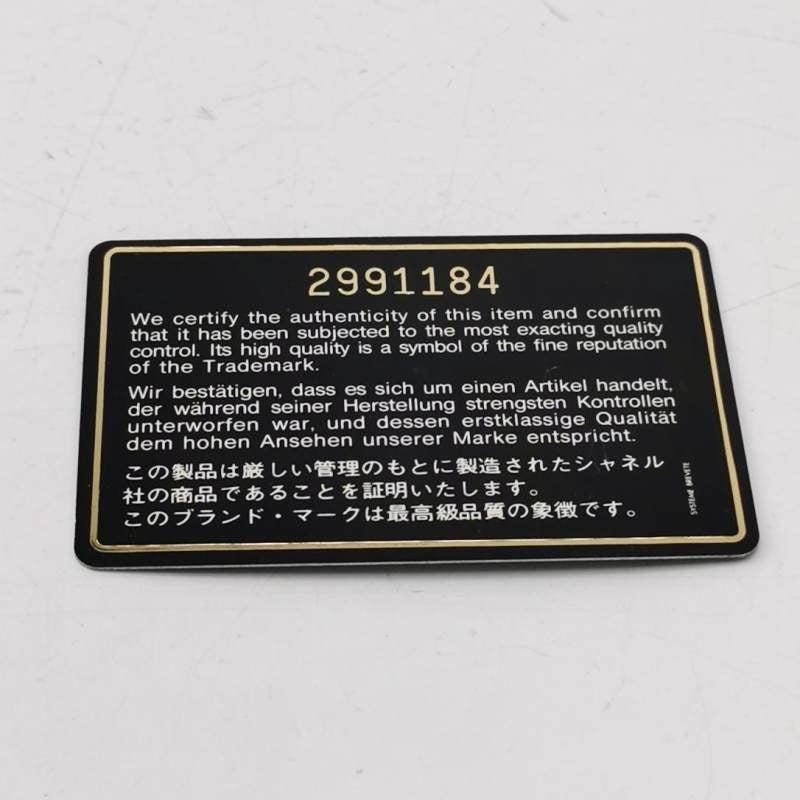 2991184
We certify the authenticity of this item and confirm
that it has been subjected to the most exacting quality
control. Its high quality is a symbol of the fine reputation
of the Trademark.
Wir bestätigen, dass es sich um einen Artikel handelt,
der während seiner Herstellung strengsten Kontrollen
unterworfen war, und dessen erstklassige Qualität
dem hohen Ansehen unserer Marke entspricht.
この製品は厳しい管理のもとに製造されたシャネル
社の商品であることを証明いたします。
このブランド・マークは最高級品質の象徴です。
SYSTEME BREVETE